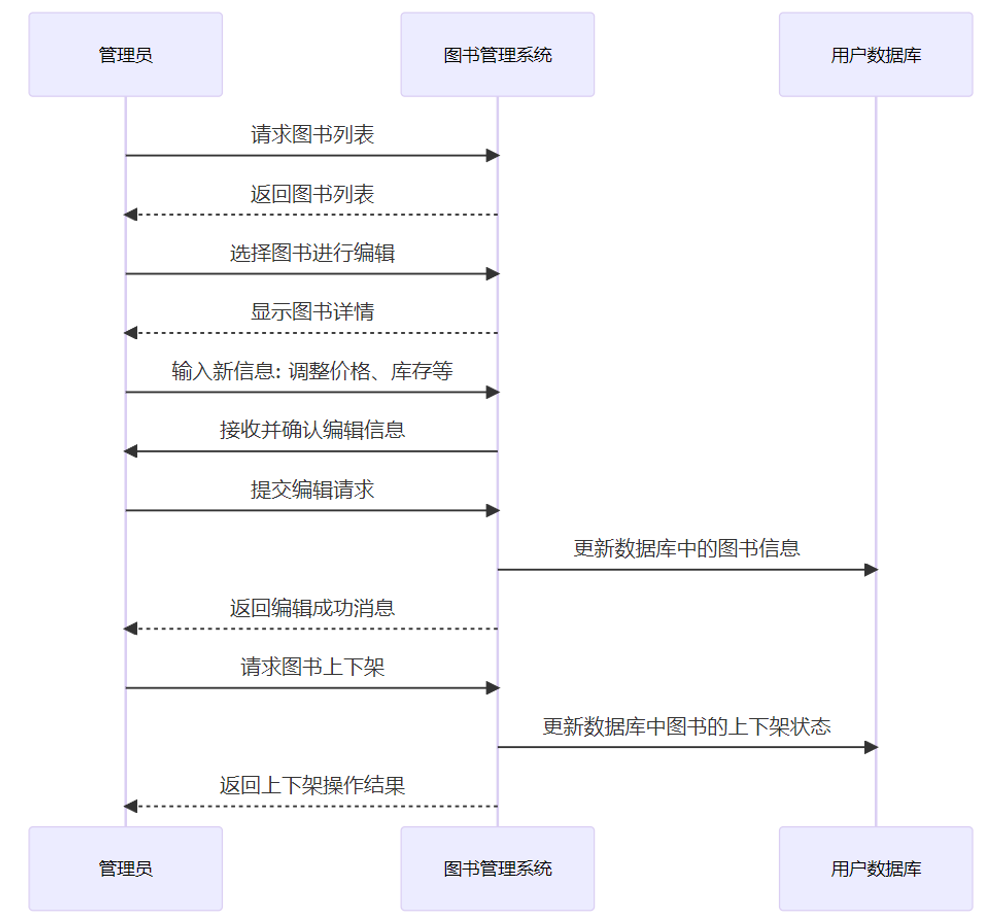 管理员
图书管理系统
用户数据库
请求图书列表
返回图书列表
选择图书进行编辑
显示图书详情
输入新信息: 调整价格、库存等
接收并确认编辑信息
提交编辑请求
更新数据库中的图书信息
返回编辑成功消息
请求图书上下架
更新数据库中图书的上下架状态
返回上下架操作结果
管理员
图书管理系统
用户数据库